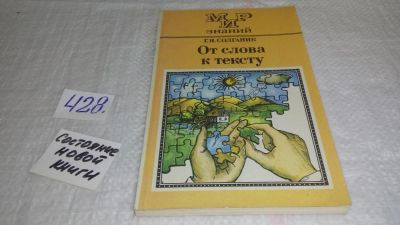 МИР
знаний
Г.Я. СОЛГАНИК
От слова
к тексту
428.
СОСТОЯНИЕ
НОВОЙ
КНИГИ